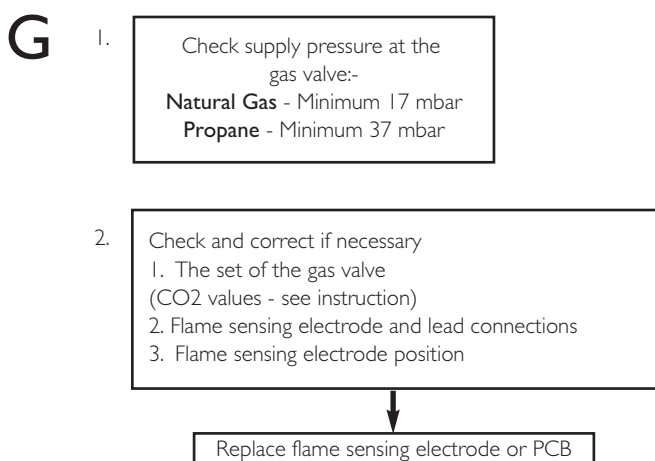 G
1.
Check supply pressure at the
gas valve:-
Natural Gas - Minimum 17 mbar
Propane - Minimum 37 mbar
2.
Check and correct if necessary
1. The set of the gas valve
(CO2 values - see instruction)
2. Flame sensing electrode and lead connections
3. Flame sensing electrode position
Replace flame sensing electrode or PCB